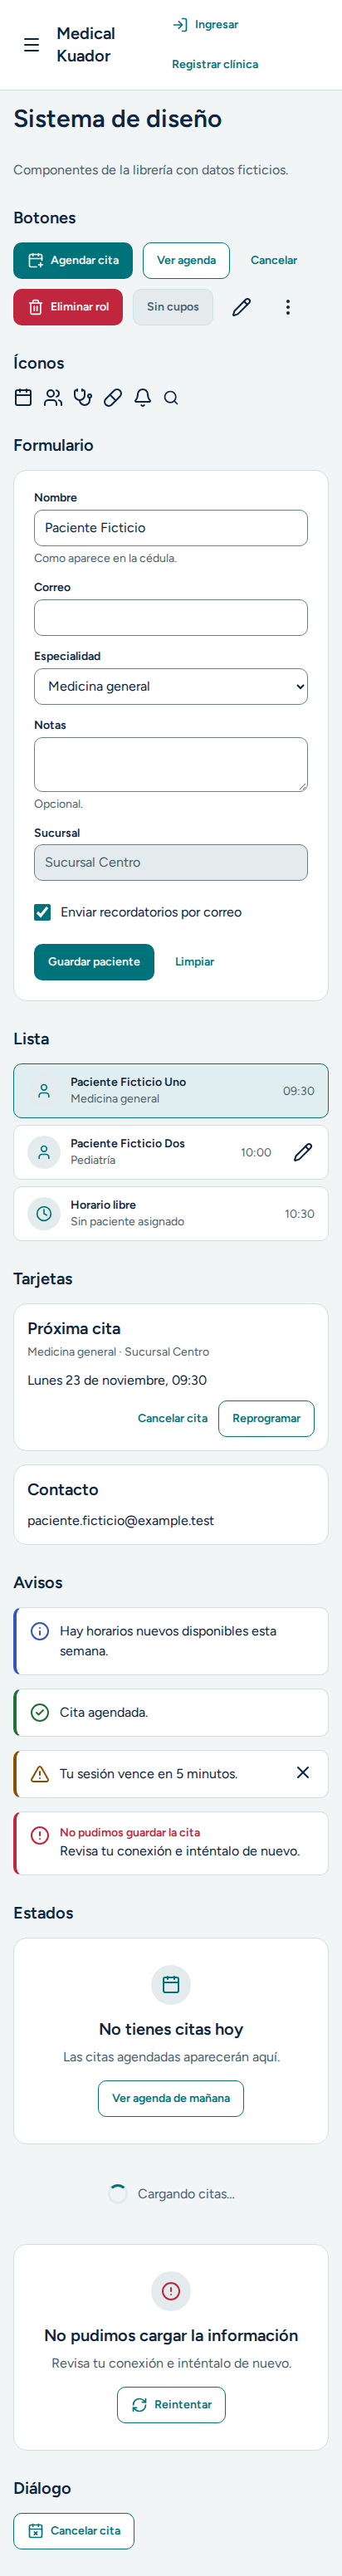 Medical
Kuador
Ingresar
Registrar clínica
Sistema de diseño
Componentes de la librería con datos ficticios.
Botones
Agendar cita
Ver agenda
Cancelar
Eliminar rol
Sin cupos
Íconos
Formulario
Nombre
Paciente Ficticio
Como aparece en la cédula.
Correo
Especialidad
Medicina general
Notas
Opcional.
Sucursal
Sucursal Centro
Enviar recordatorios por correo
Guardar paciente
Limpiar
Lista
Paciente Ficticio Uno
Medicina general
09:30
Paciente Ficticio Dos
Pediatría
10:00
Horario libre
Sin paciente asignado
10:30
Tarjetas
Próxima cita
Medicina general · Sucursal Centro
Lunes 23 de noviembre, 09:30
Cancelar cita
Reprogramar
Contacto
paciente.ficticio@example.test
Avisos
Hay horarios nuevos disponibles esta
semana.
Cita agendada.
Tu sesión vence en 5 minutos.
No pudimos guardar la cita
Revisa tu conexión e inténtalo de nuevo.
Estados
No tienes citas hoy
Las citas agendadas aparecerán aquí.
Ver agenda de mañana
Cargando citas...
No pudimos cargar la información
Revisa tu conexión e inténtalo de nuevo.
Reintentar
Diálogo
Cancelar cita